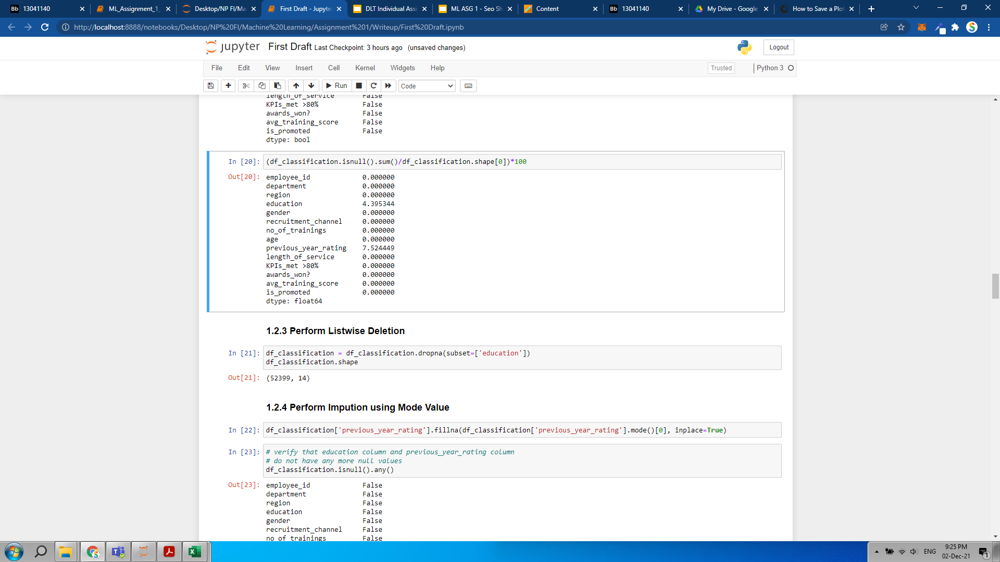 Bb 13041140
ML_Assignment_1_
Desktop/NP FI/Ma
First Draft - Jupyte
DLT Individual Assi
ML ASG 1 - Seo Sh
Content
Bb 13041140
My Drive - Google
How to Save a Plot
http://localhost:8888/notebooks/Desktop/NP%20FI/Machine%20Learning/Assignment%201/Writeup/First%20Draft.ipynb
jupyter First Draft Last Checkpoint: 3 hours ago (unsaved changes)
Logout
File Edit View Insert Cell Kernel Widgets Help
Trusted
Python 3
Run
Code
length_of_service False
KPIs_met >80% False
awards_won? False
avg_training_score False
is_promoted False
dtype: bool
In [20]: (df_classification.isnull().sum()/df_classification.shape[0])*100
Out[20]: employee_id 0.000000
department 0.000000
region 0.000000
education 4.395344
gender 0.000000
recruitment_channel 0.000000
no_of_trainings 0.000000
age 0.000000
previous_year_rating 7.524449
length_of_service 0.000000
KPIs_met >80% 0.000000
awards_won? 0.000000
avg_training_score 0.000000
is_promoted 0.000000
dtype: float64
1.2.3 Perform Listwise Deletion
In [21]: df_classification = df_classification.dropna(subset=['education'])
df_classification.shape
Out[21]: (52399, 14)
1.2.4 Perform Impution using Mode Value
In [22]: df_classification['previous_year_rating'].fillna(df_classification['previous_year_rating'].mode()[0], inplace=True)
In [23]: # verify that education column and previous_year_rating column
# do not have any more null values
df_classification.isnull().any()
Out[23]: employee_id False
department False
region False
education False
gender False
recruitment_channel False
no_of_trainings False
ENG
9:25 PM
02-Dec-21
1